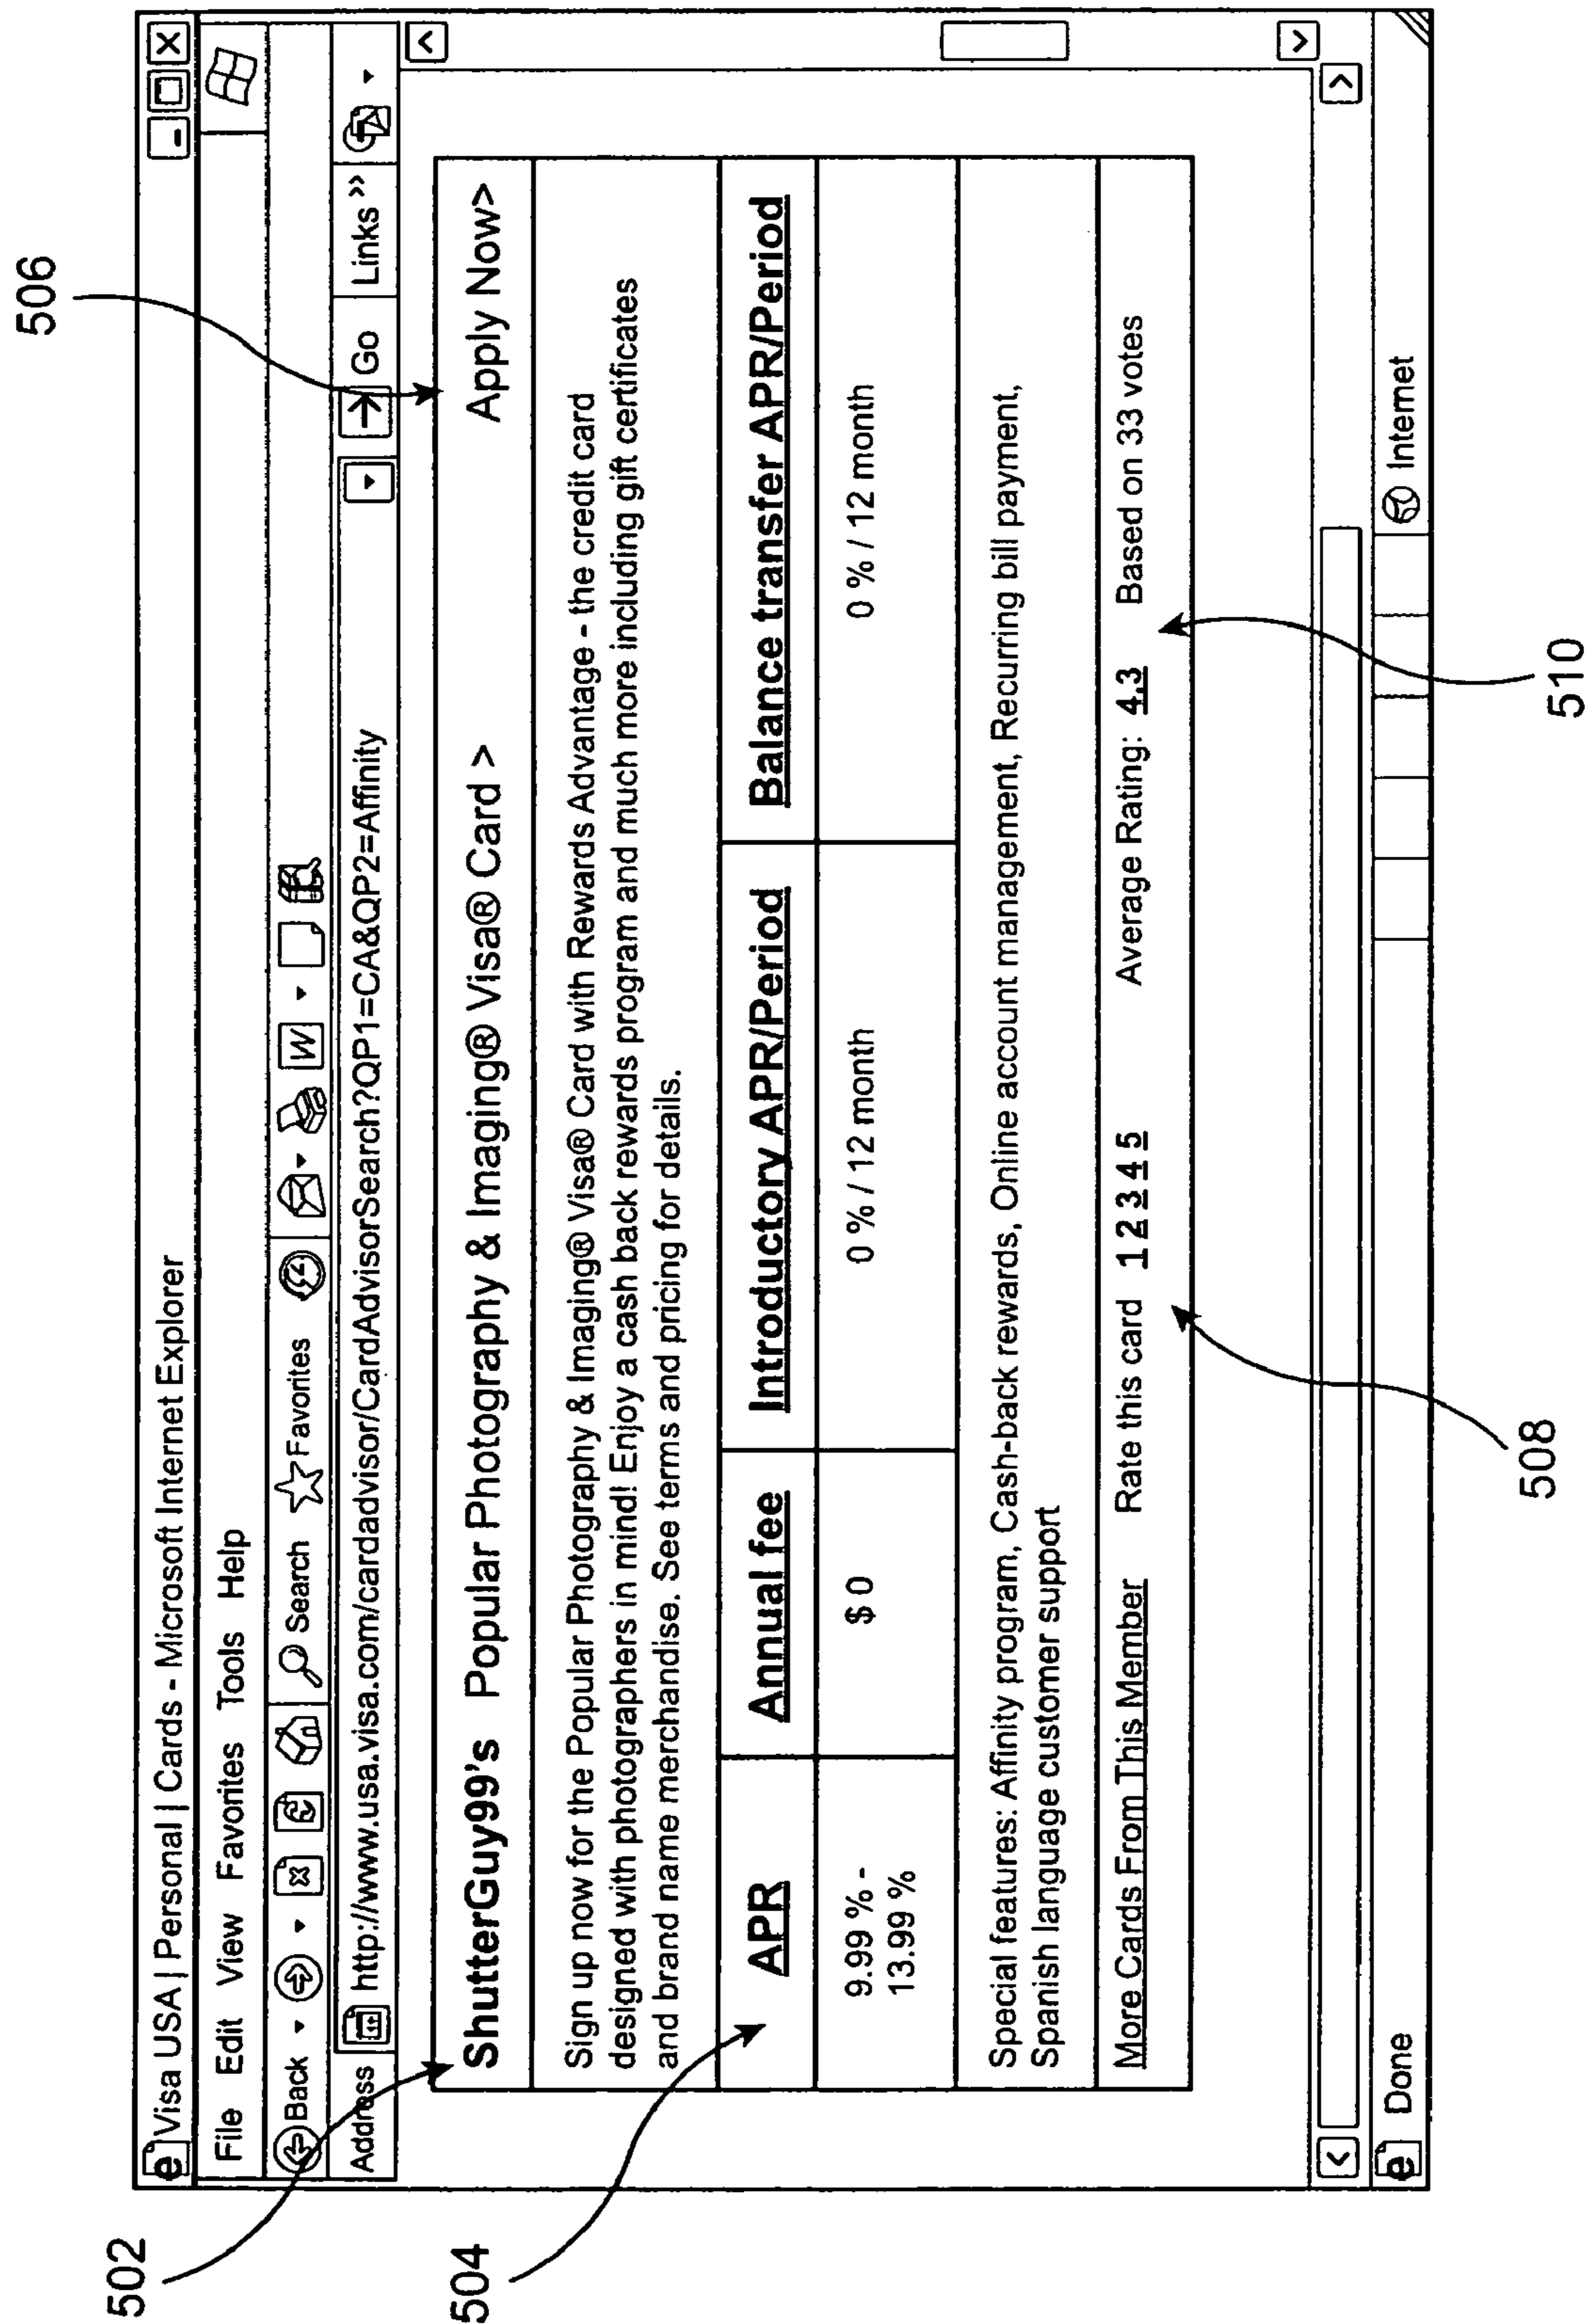 506
Visa USA | Personal | Cards - Microsoft Internet Explorer
File Edit View Favorites Tools Help
Back Search Favorites W
Address http://www.usa.visa.com/cardadvisor/CardAdvisorSearch?QP1=CA&QP2=Affinity Go Links >>
502
ShutterGuy99's Popular Photography & Imaging® Visa® Card > Apply Now>
Sign up now for the Popular Photography & Imaging® Visa® Card with Rewards Advantage - the credit card
designed with photographers in mind! Enjoy a cash back rewards program and much more including gift certificates
and brand name merchandise. See terms and pricing for details.
504
APR Annual fee Introductory APR/Period Balance transfer APR/Period
9.99 % - $ 0 0 % / 12 month 0 % / 12 month
13.99 %
Special features: Affinity program, Cash-back rewards, Online account management, Recurring bill payment,
Spanish language customer support
More Cards From This Member Rate this card 1 2 3 4 5 Average Rating: 4.3 Based on 33 votes
e Done Internet
508
510